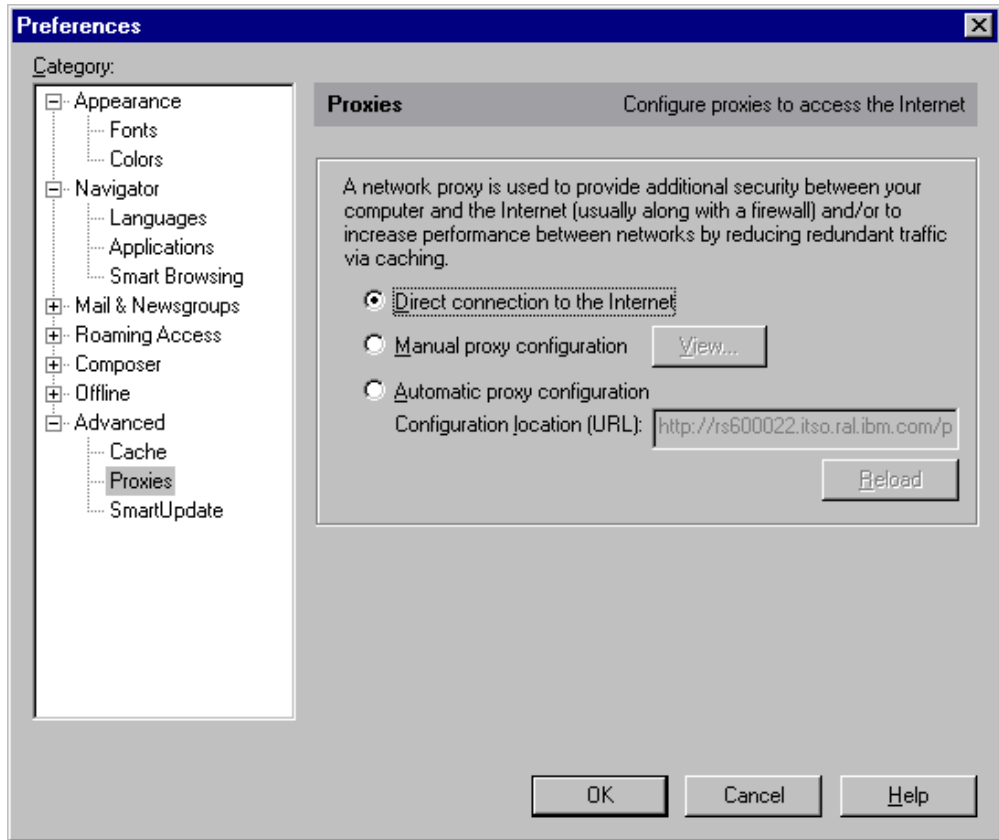 Preferences
Category:
Appearance
Fonts
Colors
Navigator
Languages
Applications
Smart Browsing
Mail & Newsgroups
Roaming Access
Composer
Offline
Advanced
Cache
Proxies
SmartUpdate
Proxies Configure proxies to access the Internet
A network proxy is used to provide additional security between your
computer and the Internet (usually along with a firewall) and/or to
increase performance between networks by reducing redundant traffic
via caching.
Direct connection to the Internet
Manual proxy configuration View...
Automatic proxy configuration
Configuration location (URL): http://rs600022.itso.ral.ibm.com/p
Reload
OK Cancel Help